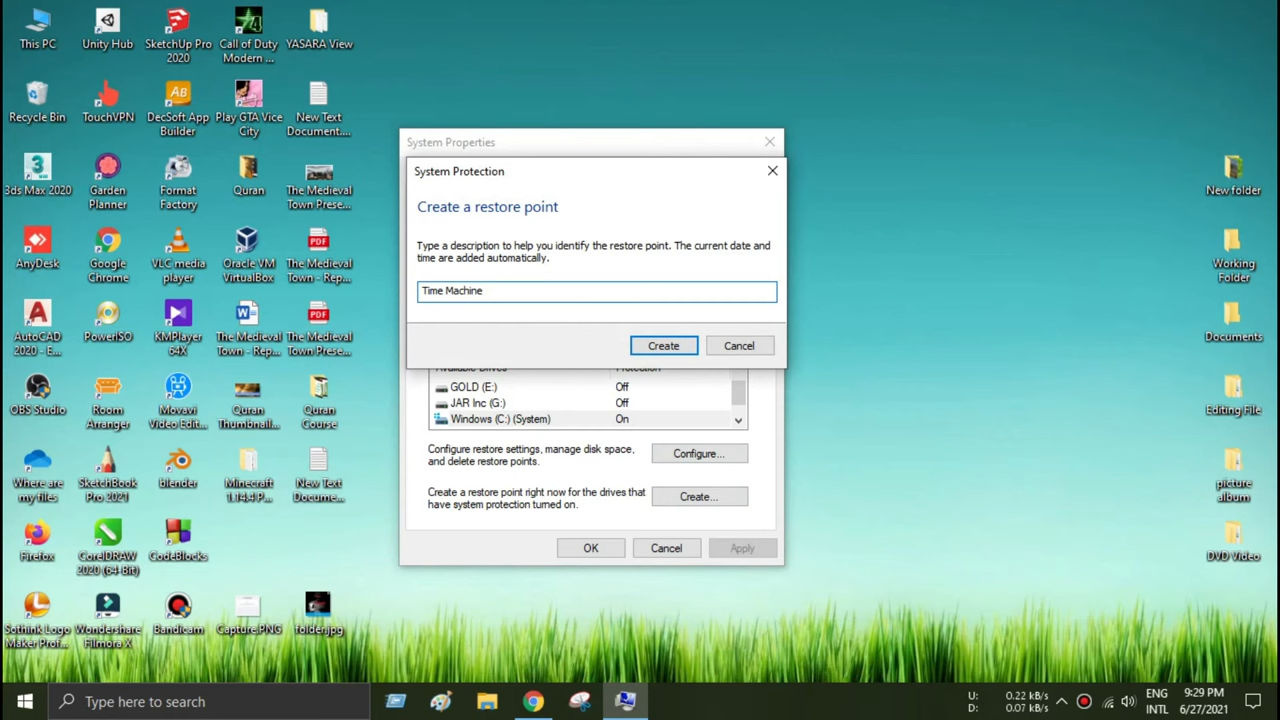 This PC
Unity Hub
SketchUp Pro
2020
Call of Duty
Modern ...
YASARA View
Recycle Bin
TouchVPN
DecSoft App
Builder
Play GTA Vice
City
New Text
Document....
3ds Max 2020
Garden
Planner
Format
Factory
Quran
The Medieval
Town Prese...
AnyDesk
Google
Chrome
VLC media
player
Oracle VM
VirtualBox
The Medieval
Town - Rep...
AutoCAD
2020 - E...
PowerISO
KMPlayer
64X
The Medieval
Town - Rep...
The Medieval
Town Prese...
OBS Studio
Room
Arranger
Movavi
Video Edit...
Quran
Thumbnail...
Quran
Course
Where are
my files
SketchBook
Pro 2021
blender
Minecraft
1.14.4 P...
New Text
Docume...
Firefox
CorelDRAW
2020 (64-Bit)
CodeBlocks
Sothink Logo
Maker Prof...
Wondershare
Filmora X
Bandicam
Capture.PNG
folder.jpg
System Properties
System Protection
Create a restore point
Type a description to help you identify the restore point. The current date and
time are added automatically.
Time Machine
Create
Cancel
Available Drives
Protection
GOLD (E:)
Off
JAR Inc (G:)
Off
Windows (C:) (System)
On
Configure restore settings, manage disk space,
and delete restore points.
Configure...
Create a restore point right now for the drives that
have system protection turned on.
Create...
OK
Cancel
Apply
New folder
Working
Folder
Documents
Editing File
picture
album
DVD Video
Type here to search
U:
0.22 kB/s
D:
0.07 kB/s
ENG
INTL
9:29 PM
6/27/2021